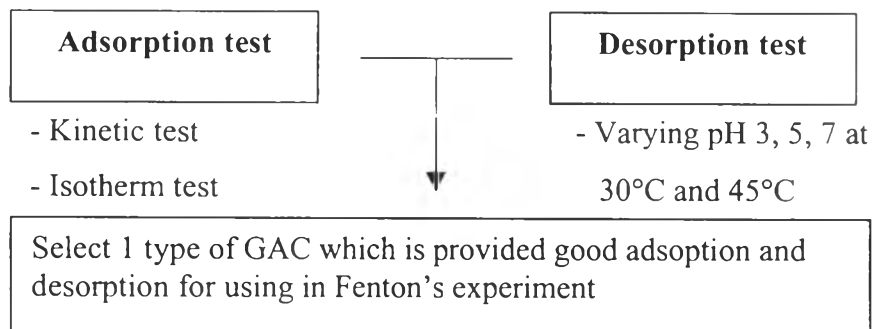 Adsorption test
Desorption test
- Kinetic test
- Isotherm test
- Varying pH 3, 5, 7 at
30°C and 45°C
Select 1 type of GAC which is provided good adsoption and
desorption for using in Fenton's experiment